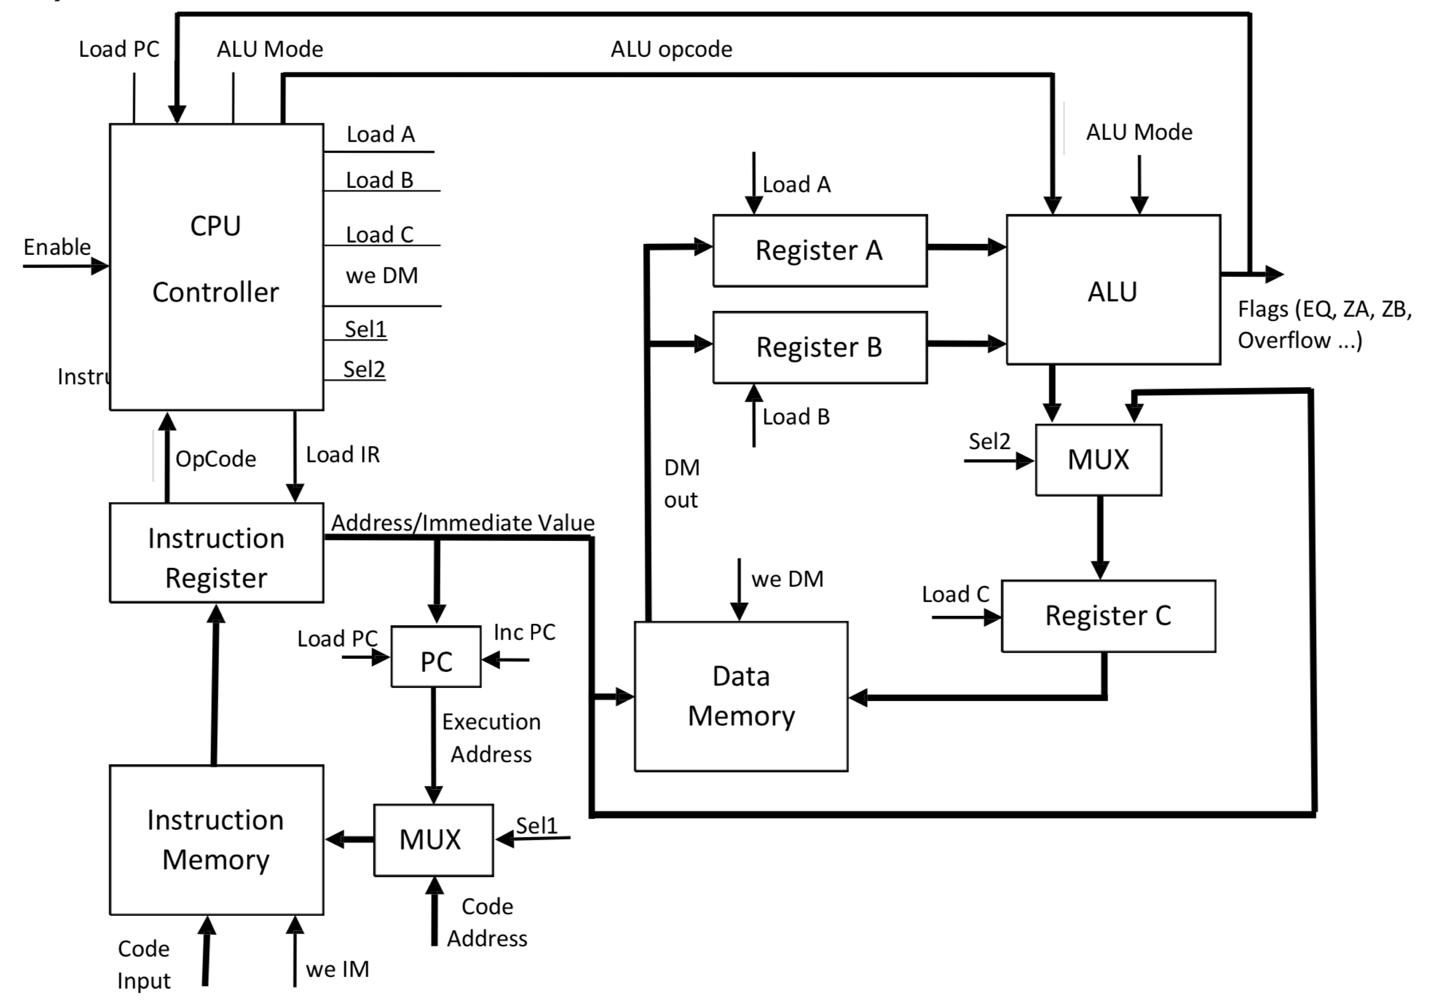 Load PC
ALU Mode
ALU opcode
Load A
Load B
Load C
we DM
Sel1
Sel2
CPU
Controller
Enable
Instru
OpCode
Load IR
Instruction
Register
Address/Immediate Value
Load PC
Inc PC
PC
Execution
Address
Instruction
Memory
MUX
Sel1
Code
Address
Code
Input
we IM
Load A
Register A
Register B
Load B
ALU Mode
ALU
Flags (EQ, ZA, ZB,
Overflow ...)
Sel2
MUX
DM
out
we DM
Data
Memory
Load C
Register C